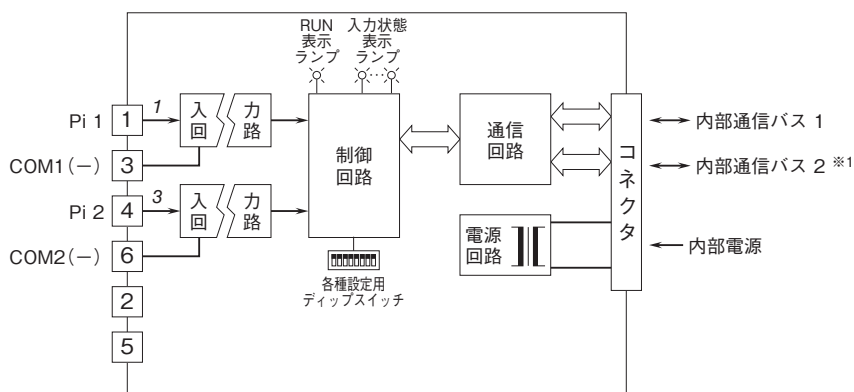 RUN
表示
ランプ
入力状態
表示
ランプ
Pi 1
1
1
入力
回路
COM1(−)
3
Pi 2
4
3
入力
回路
COM2(−)
6
2
5
制御
回路
各種設定用
ディップスイッチ
通信
回路
電源
回路
コネクタ
内部通信バス 1
内部通信バス 2 ※1
内部電源